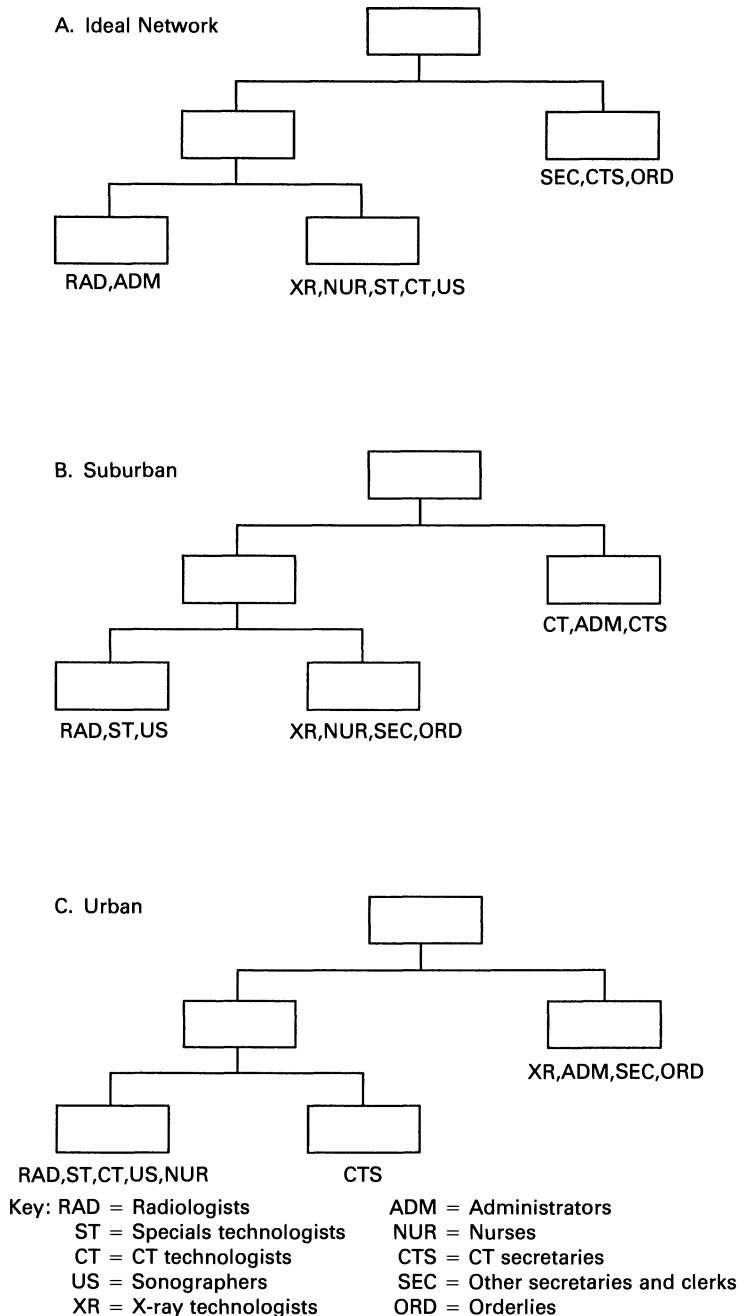 A. Ideal Network
SEC,CTS,ORD
RAD,ADM
XR,NUR,ST,CT,US
B. Suburban
CT,ADM,CTS
RAD,ST,US
XR,NUR,SEC,ORD
C. Urban
XR,ADM,SEC,ORD
RAD,ST,CT,US,NUR
CTS
Key: RAD = Radiologists ADM = Administrators
ST = Specials technologists NUR = Nurses
CT = CT technologists CTS = CT secretaries
US = Sonographers SEC = Other secretaries and clerks
XR = X-ray technologists ORD = Orderlies